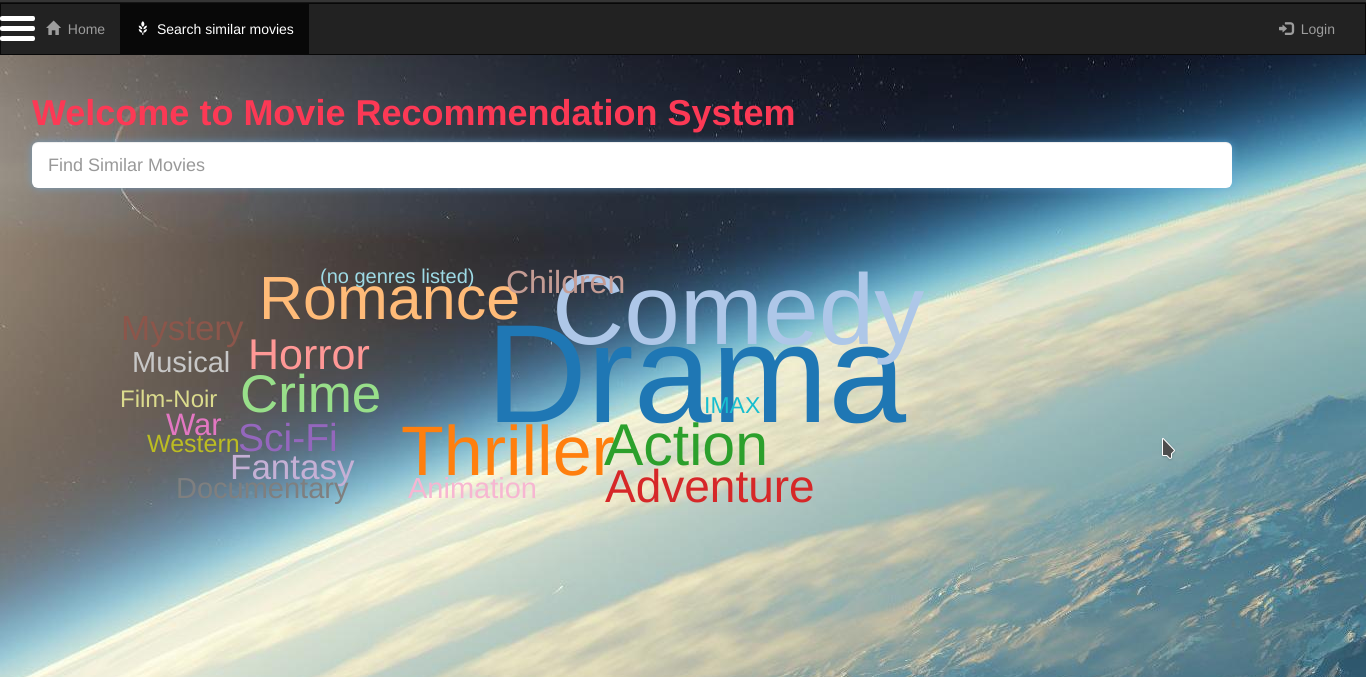 Home Search similar movies Login
Welcome to Movie Recommendation System
Find Similar Movies
(no genres listed)
Children
Romance
Comedy
Mystery
Drama
Musical
Horror
Crime
Film-Noir
IMAX
War
Sci-Fi
Western
Thriller
Action
Fantasy
Documentary
Animation
Adventure